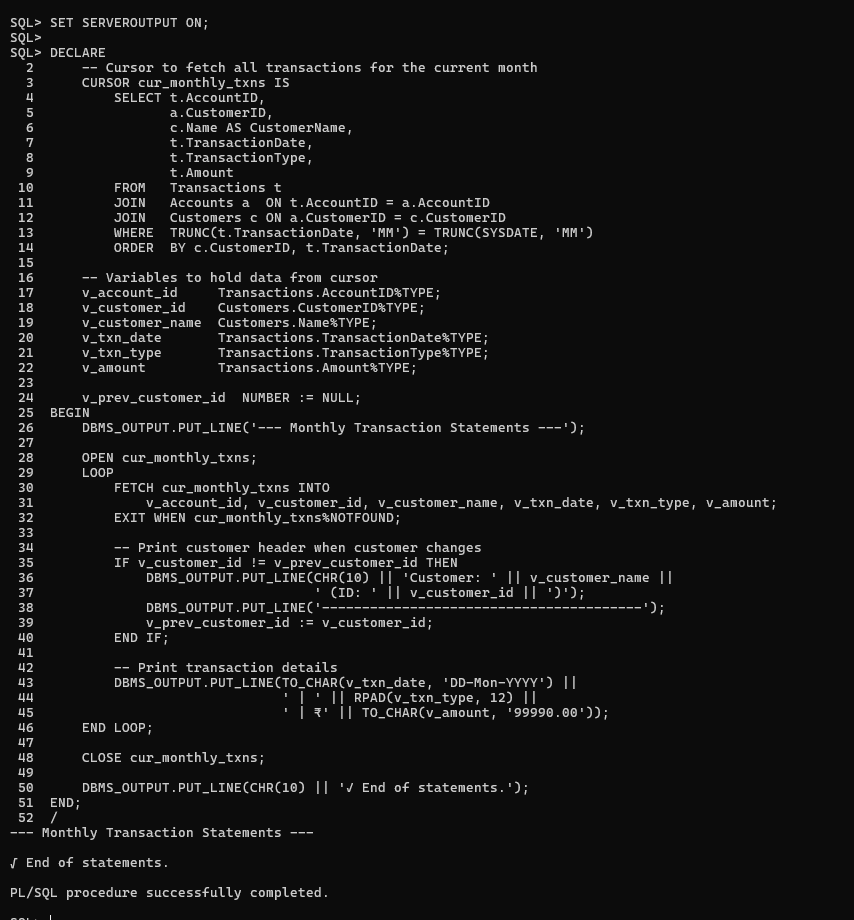 SQL> SET SERVEROUTPUT ON;
SQL>
SQL> DECLARE
  2      -- Cursor to fetch all transactions for the current month
  3      CURSOR cur_monthly_txns IS
  4          SELECT t.AccountID,
  5                 a.CustomerID,
  6                 c.Name AS CustomerName,
  7                 t.TransactionDate,
  8                 t.TransactionType,
  9                 t.Amount
 10          FROM   Transactions t
 11          JOIN   Accounts a  ON t.AccountID = a.AccountID
 12          JOIN   Customers c ON a.CustomerID = c.CustomerID
 13          WHERE  TRUNC(t.TransactionDate, 'MM') = TRUNC(SYSDATE, 'MM')
 14          ORDER  BY c.CustomerID, t.TransactionDate;
 15
 16      -- Variables to hold data from cursor
 17      v_account_id     Transactions.AccountID%TYPE;
 18      v_customer_id    Customers.CustomerID%TYPE;
 19      v_customer_name  Customers.Name%TYPE;
 20      v_txn_date       Transactions.TransactionDate%TYPE;
 21      v_txn_type       Transactions.TransactionType%TYPE;
 22      v_amount         Transactions.Amount%TYPE;
 23
 24      v_prev_customer_id  NUMBER := NULL;
 25  BEGIN
 26      DBMS_OUTPUT.PUT_LINE('--- Monthly Transaction Statements ---');
 27
 28      OPEN cur_monthly_txns;
 29      LOOP
 30          FETCH cur_monthly_txns INTO
 31              v_account_id, v_customer_id, v_customer_name, v_txn_date, v_txn_type, v_amount;
 32          EXIT WHEN cur_monthly_txns%NOTFOUND;
 33
 34          -- Print customer header when customer changes
 35          IF v_customer_id != v_prev_customer_id THEN
 36              DBMS_OUTPUT.PUT_LINE(CHR(10) || 'Customer: ' || v_customer_name ||
 37                                   ' (ID: ' || v_customer_id || ')');
 38              DBMS_OUTPUT.PUT_LINE('----------------------------------------');
 39              v_prev_customer_id := v_customer_id;
 40          END IF;
 41
 42          -- Print transaction details
 43          DBMS_OUTPUT.PUT_LINE(TO_CHAR(v_txn_date, 'DD-Mon-YYYY') ||
 44                               ' | ' || RPAD(v_txn_type, 12) ||
 45                               ' | ₹' || TO_CHAR(v_amount, '99990.00'));
 46      END LOOP;
 47
 48      CLOSE cur_monthly_txns;
 49
 50      DBMS_OUTPUT.PUT_LINE(CHR(10) || '√ End of statements.');
 51  END;
 52  /
--- Monthly Transaction Statements ---

√ End of statements.

PL/SQL procedure successfully completed.